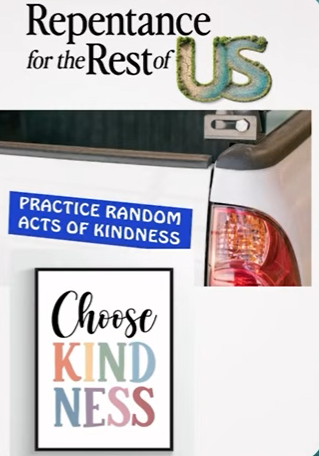 Repentance
for the Rest of US
PRACTICE RANDOM
ACTS OF KINDNESS
Choose
KIND
NESS